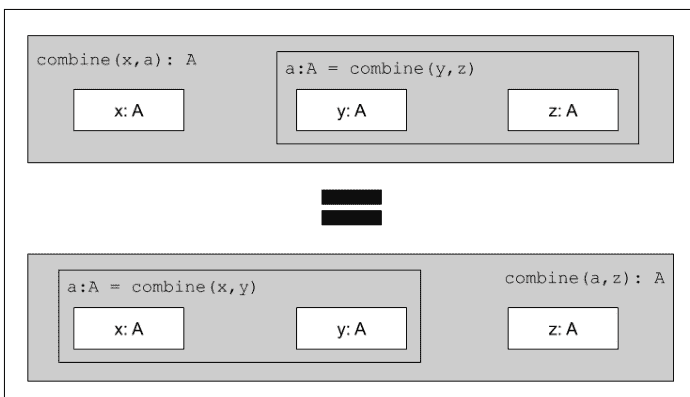 combine(x,a): A
a:A = combine(y,z)
x: A
y: A
z: A
a:A = combine(x,y)
combine(a,z): A
x: A
y: A
z: A